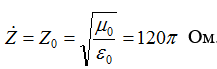 Ż = Z₀ = √(μ₀/ε₀) = 120π Ом.